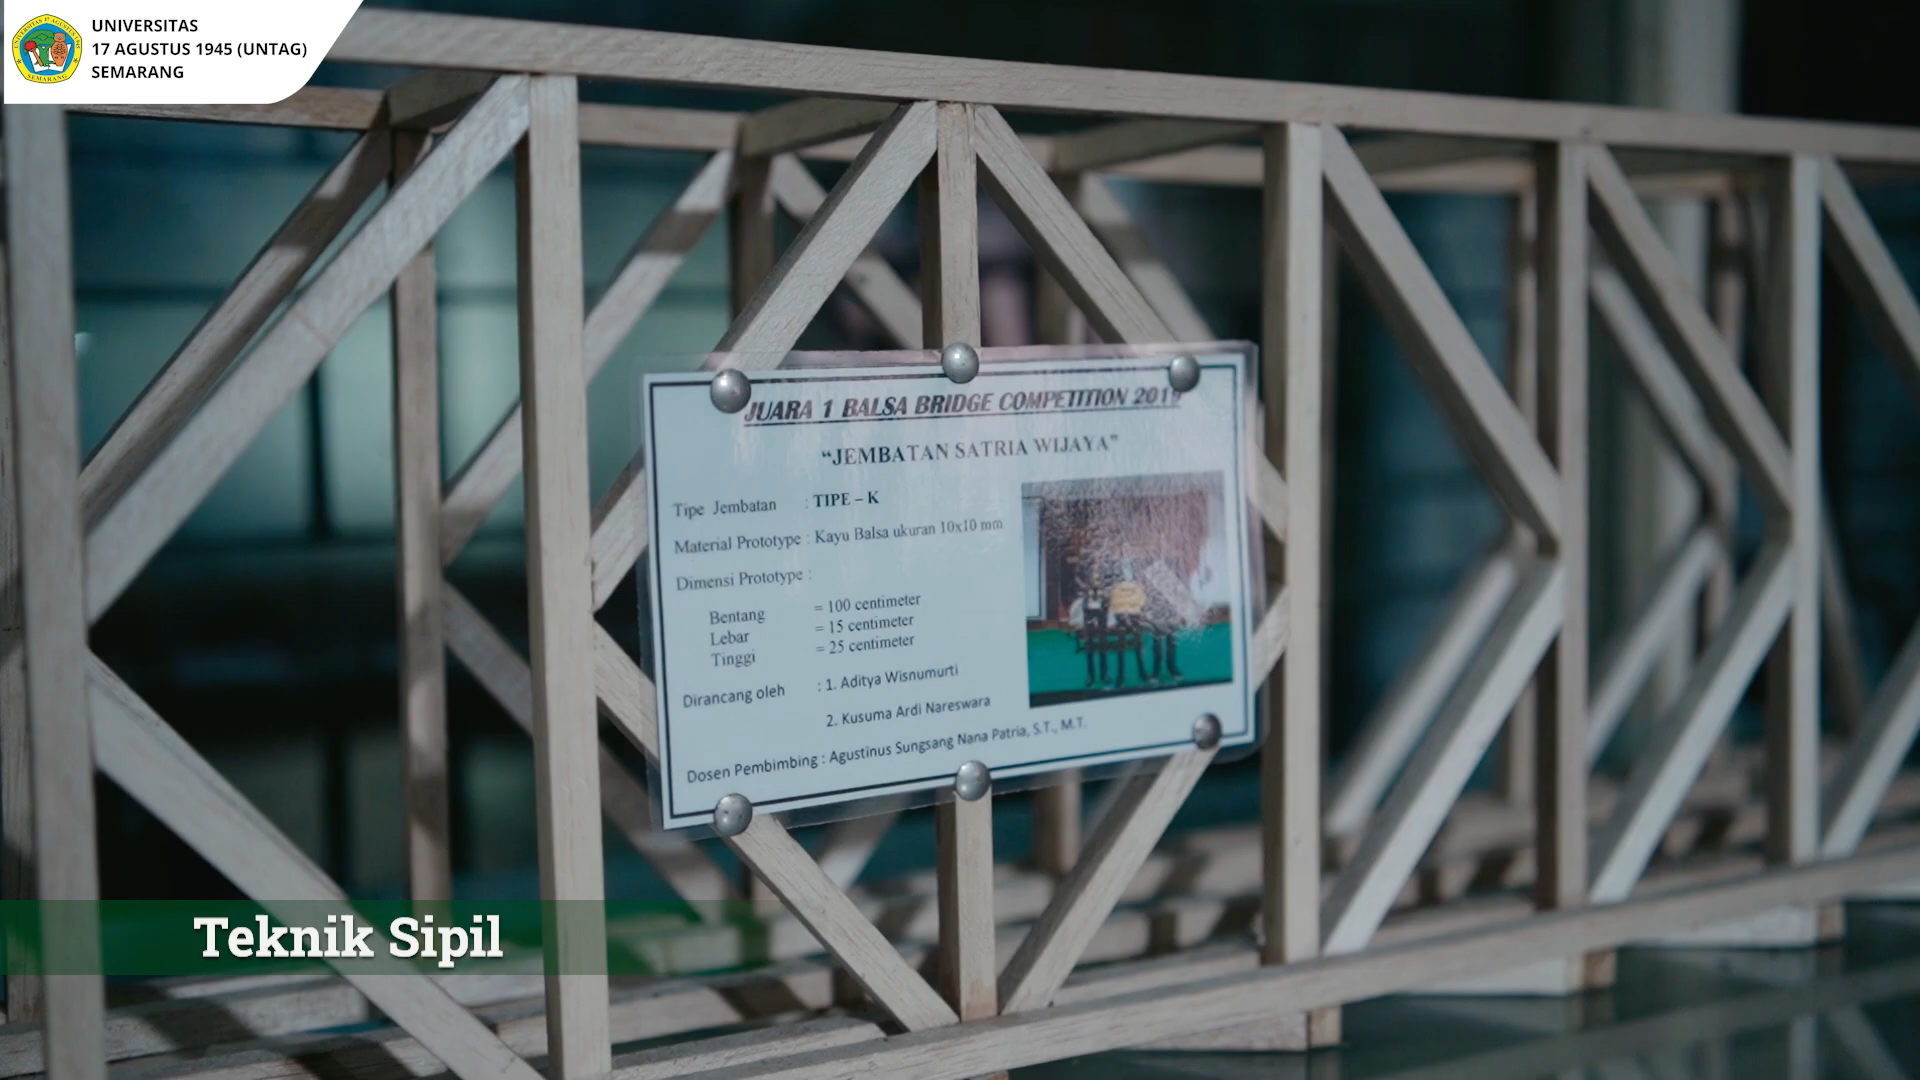 UNIVERSITAS
17 AGUSTUS 1945 (UNTAG)
SEMARANG
JUARA 1 BALSA BRIDGE COMPETITION
“JEMBATAN SATRIA WIJAYA”
Tipe Jembatan : TIPE – K
Material Prototype : Kayu Balsa ukuran 10x10 mm
Dimensi Prototype :
Bentang = 100 centimeter
Lebar = 15 centimeter
Tinggi = 25 centimeter
Dirancang oleh : 1. Aditya Wisnumurti
2. Kusuma Ardi Nareswara
Dosen Pembimbing : Agustinus Sungsang Nana Patria, S.T., M.T.
Teknik Sipil